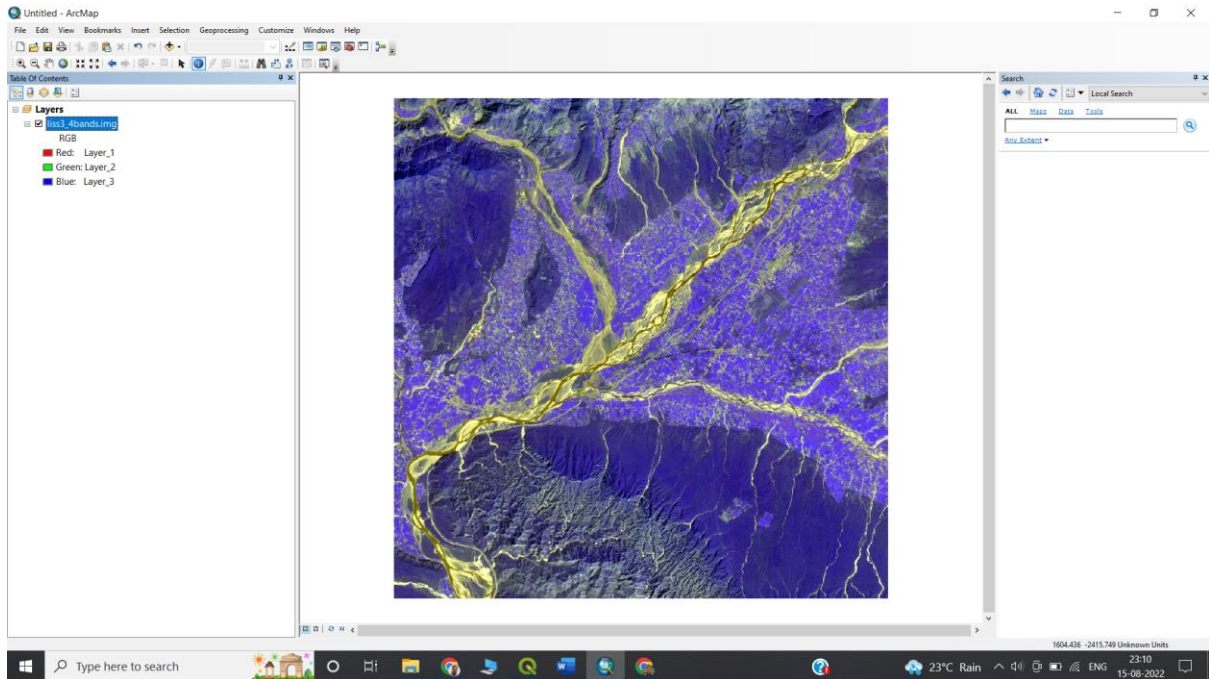 Untitled - ArcMap
File Edit View Bookmarks Insert Selection Geoprocessing Customize Windows Help
Table Of Contents
Layers
liss3_4bands.img
RGB
Red: Layer_1
Green: Layer_2
Blue: Layer_3
Search
Local Search
ALL Maps Data Tools
Any Extent
1604.436 -2415.749 Unknown Units
Type here to search
23°C Rain
ENG
23:10
15-08-2022